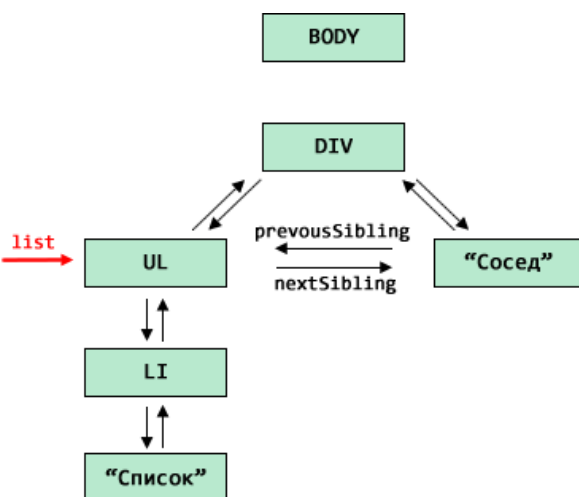 BODY
DIV
prevousSibling
list
UL
“Сосед”
nextSibling
LI
“Список”